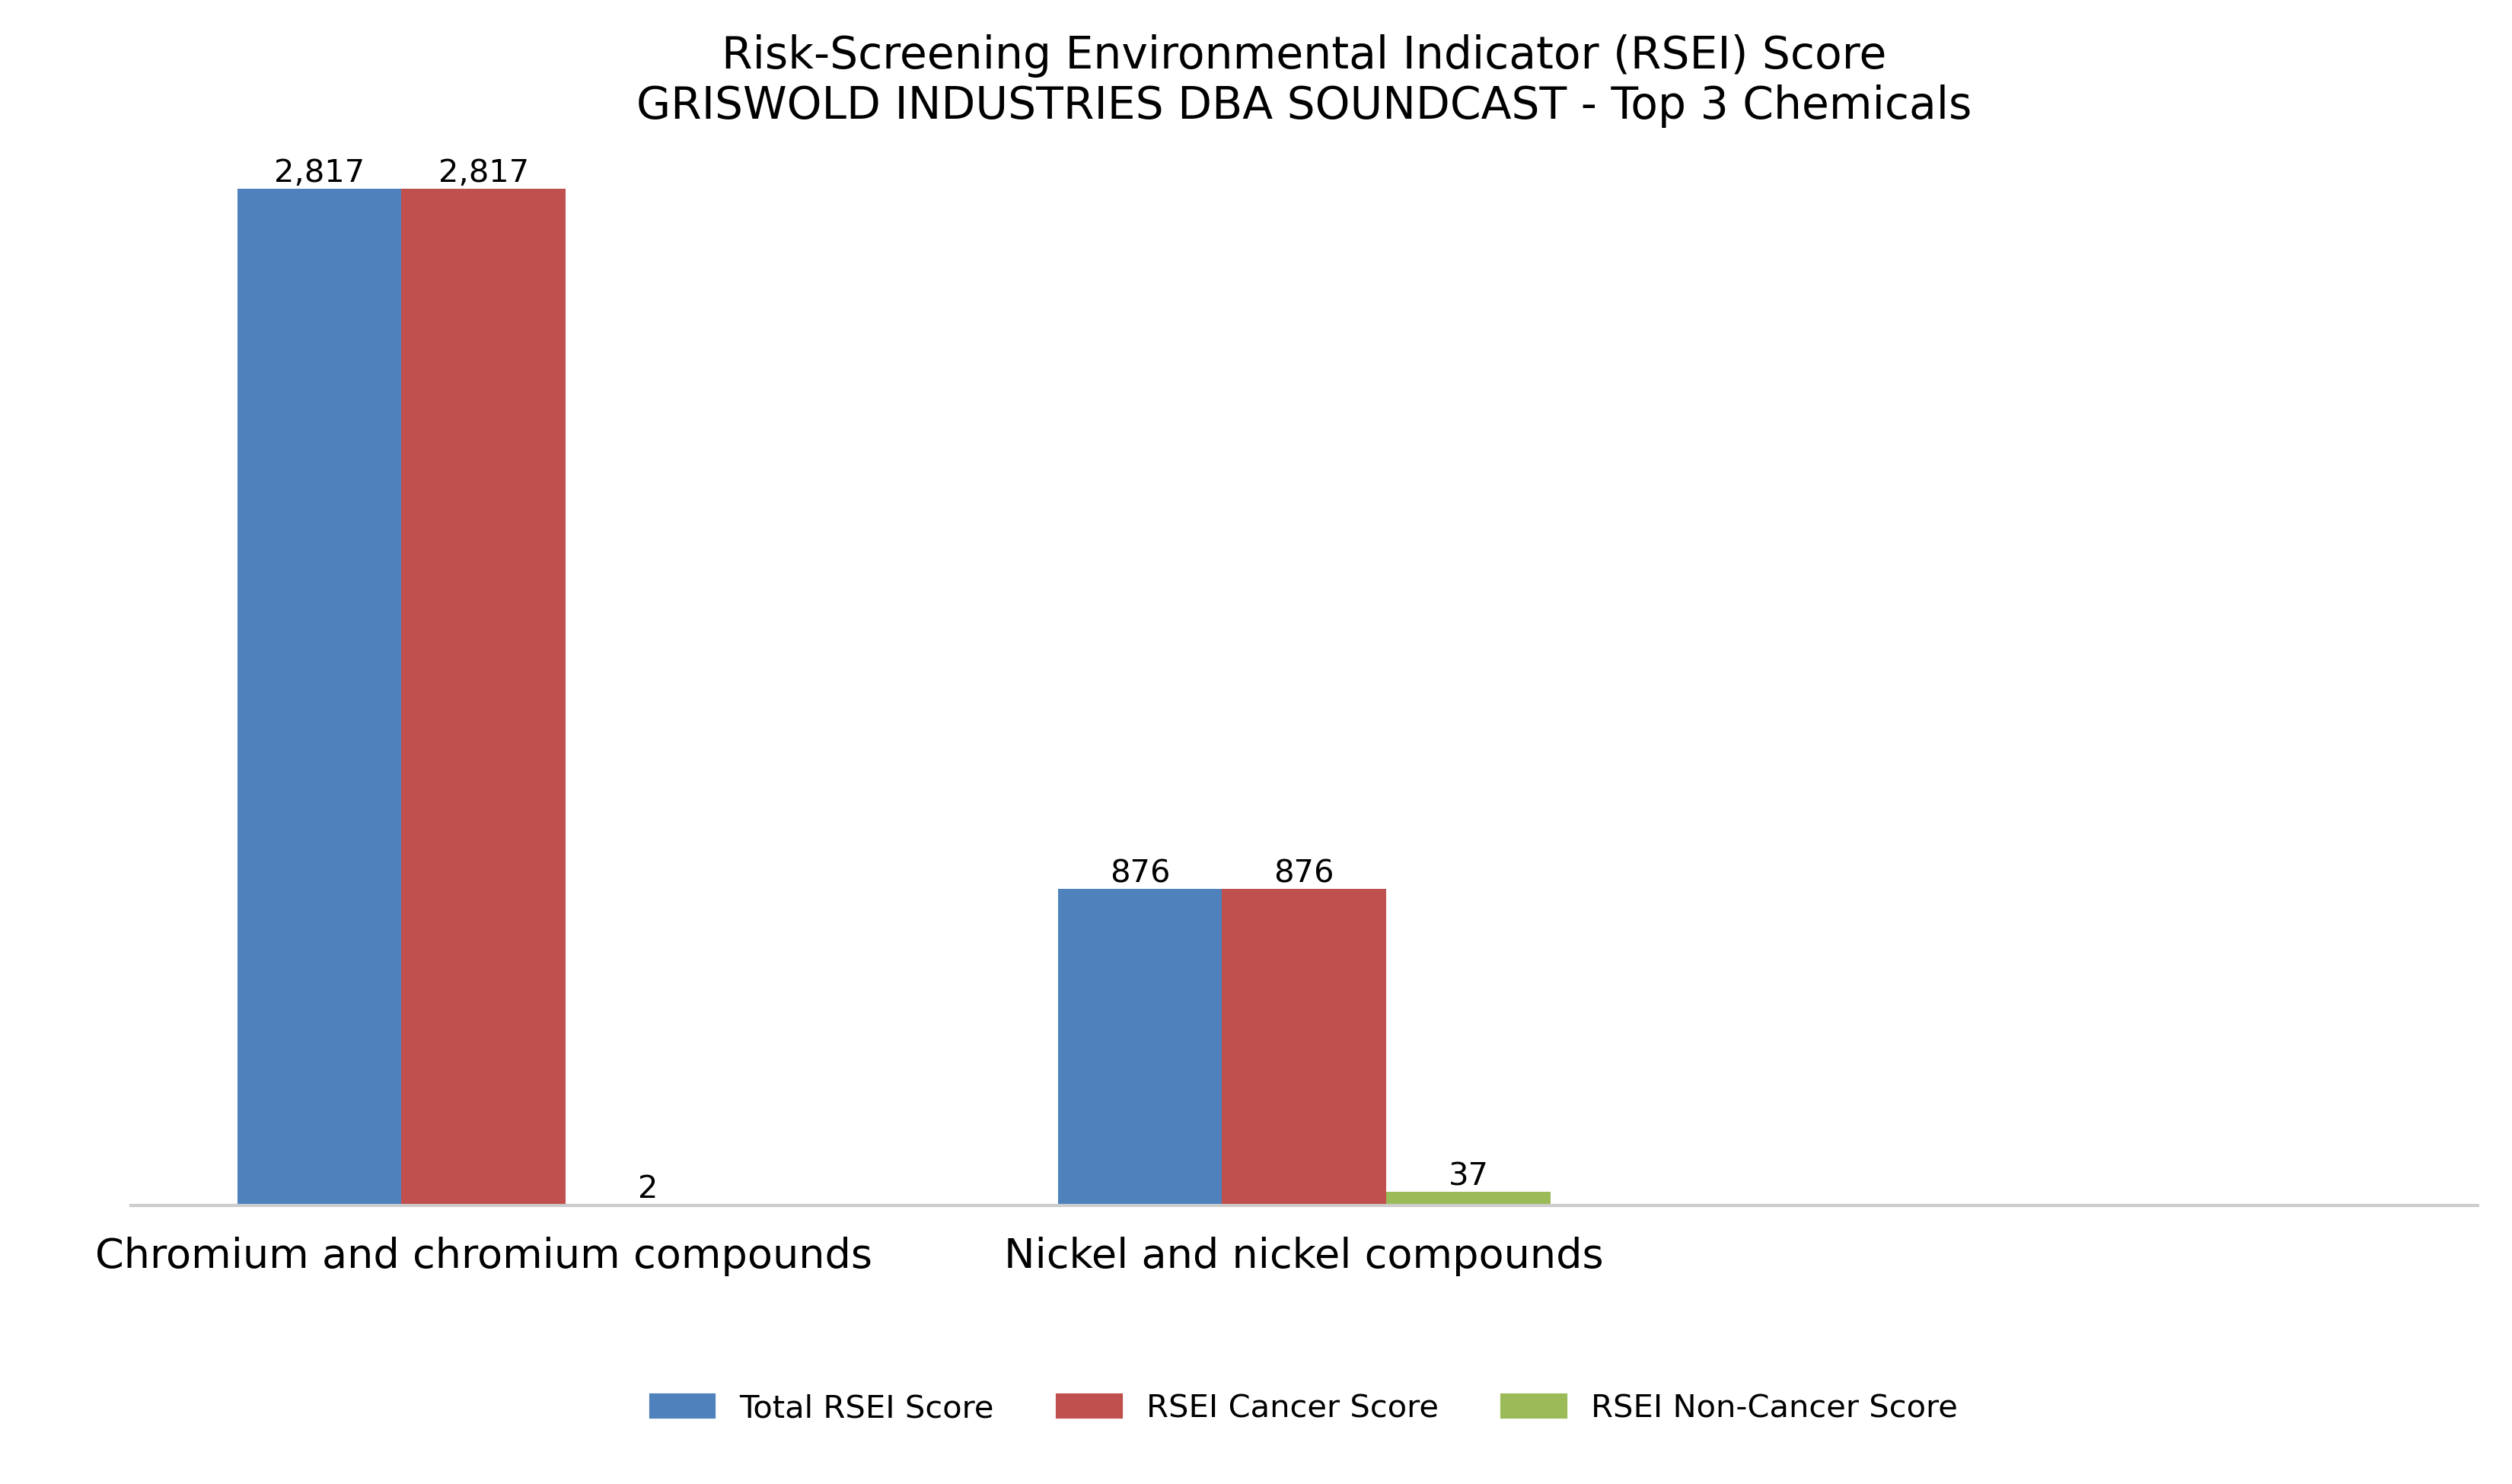 Risk-Screening Environmental Indicator (RSEI) Score
GRISWOLD INDUSTRIES DBA SOUNDCAST - Top 3 Chemicals
2,817 2,817
876 876
2 37
Chromium and chromium compounds Nickel and nickel compounds
Total RSEI Score RSEI Cancer Score RSEI Non-Cancer Score